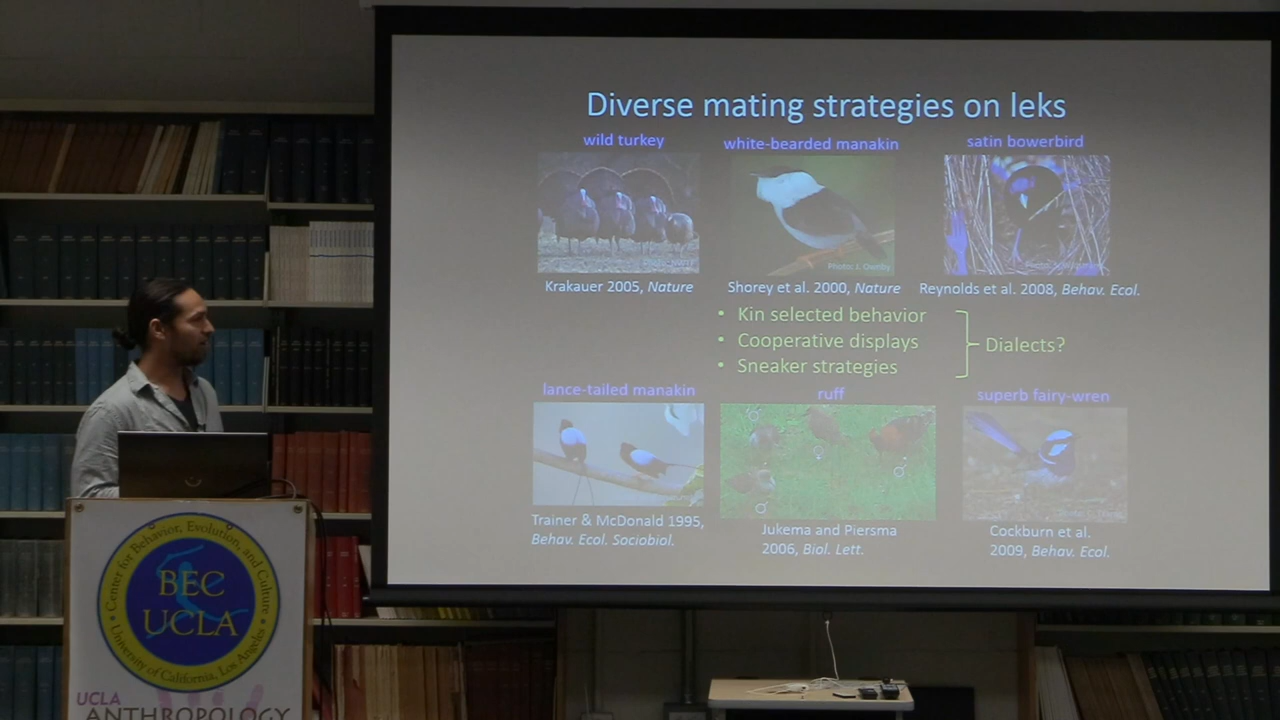 Diverse mating strategies on leks
wild turkey
white-bearded manakin
satin bowerbird
Photo: J. Ownby
Krakauer 2005, Nature
Shorey et al. 2000, Nature
Reynolds et al. 2008, Behav. Ecol.
• Kin selected behavior
• Cooperative displays
• Sneaker strategies
Dialects?
lance-tailed manakin
ruff
superb fairy-wren
♂
♂
♀
♂
Trainer & McDonald 1995,
Behav. Ecol. Sociobiol.
Jukema and Piersma
2006, Biol. Lett.
Cockburn et al.
2009, Behav. Ecol.
Center for Behavior, Evolution, and Culture
BEC
UCLA
University of California, Los Angeles
UCLA
ANTHROPOLOGY